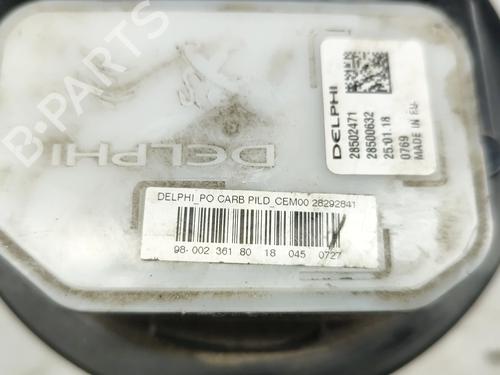 DELPHI
28502471
28500632
25.01.18
0769
MADE IN EU
DELPHI
DELPHI_PO CARB PILD_CEM00 28292841
98 002 361 80 18 045 0727
B-PARTS